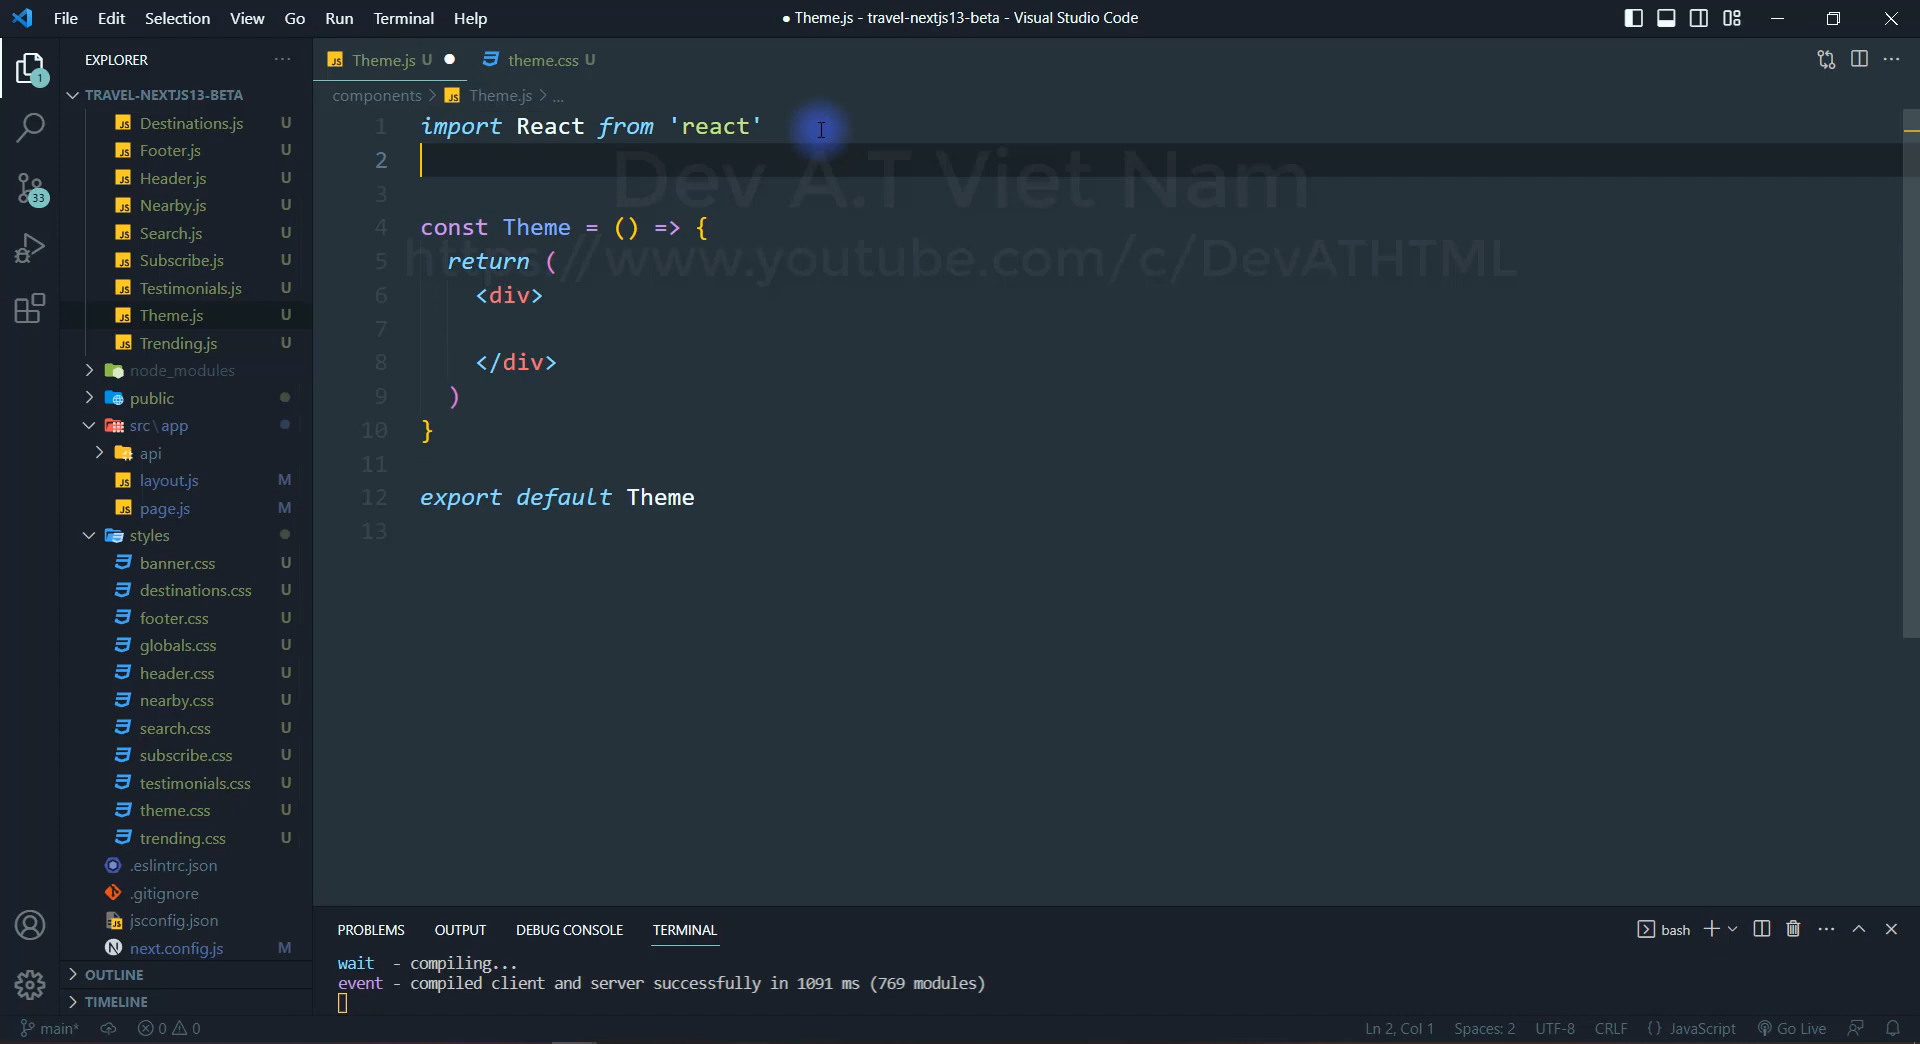 File Edit Selection View Go Run Terminal Help
● Theme.js - travel-nextjs13-beta - Visual Studio Code
EXPLORER
TRAVEL-NEXTJS13-BETA
Destinations.js U
Footer.js U
Header.js U
Nearby.js U
Search.js U
Subscribe.js U
Testimonials.js U
Theme.js U
Trending.js U
node_modules
public
src\app
api
layout.js M
page.js M
styles
banner.css U
destinations.css U
footer.css U
globals.css U
header.css U
nearby.css U
search.css U
subscribe.css U
testimonials.css U
theme.css U
trending.css U
.eslintrc.json
.gitignore
jsconfig.json
next.config.js M
OUTLINE
TIMELINE
1
33
Theme.js U theme.css U
components > Theme.js > ...
1 import React from 'react'
2
3
4 const Theme = () => {
5 return (
6 <div>
7
8 </div>
9 )
10 }
11
12 export default Theme
13
Dev A.T Viet Nam
https://www.youtube.com/c/DevATHTML
PROBLEMS OUTPUT DEBUG CONSOLE TERMINAL
bash
wait - compiling...
event - compiled client and server successfully in 1091 ms (769 modules)
main* 0 0
Ln 2, Col 1 Spaces: 2 UTF-8 CRLF {} JavaScript Go Live